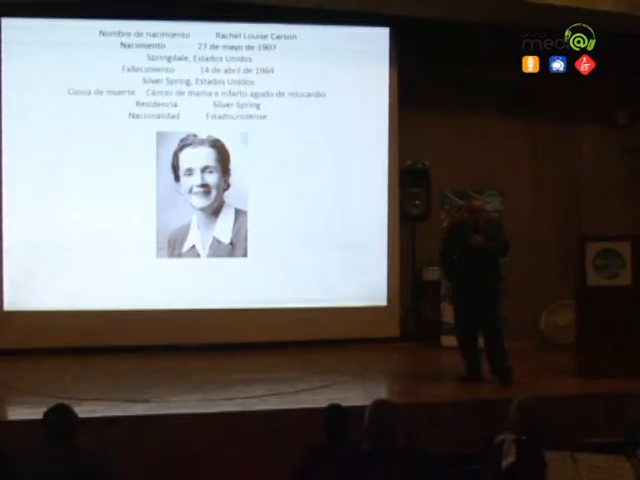 Nombre de nacimiento Rachel Louise Carson
Nacimiento 27 de mayo de 1907
Springdale, Estados Unidos
Fallecimiento 14 de abril de 1964
Silver Spring, Estados Unidos
Causa de muerte Cáncer de mama e infarto agudo de miocardio
Residencia Silver Spring
Nacionalidad Estadounidense
med@